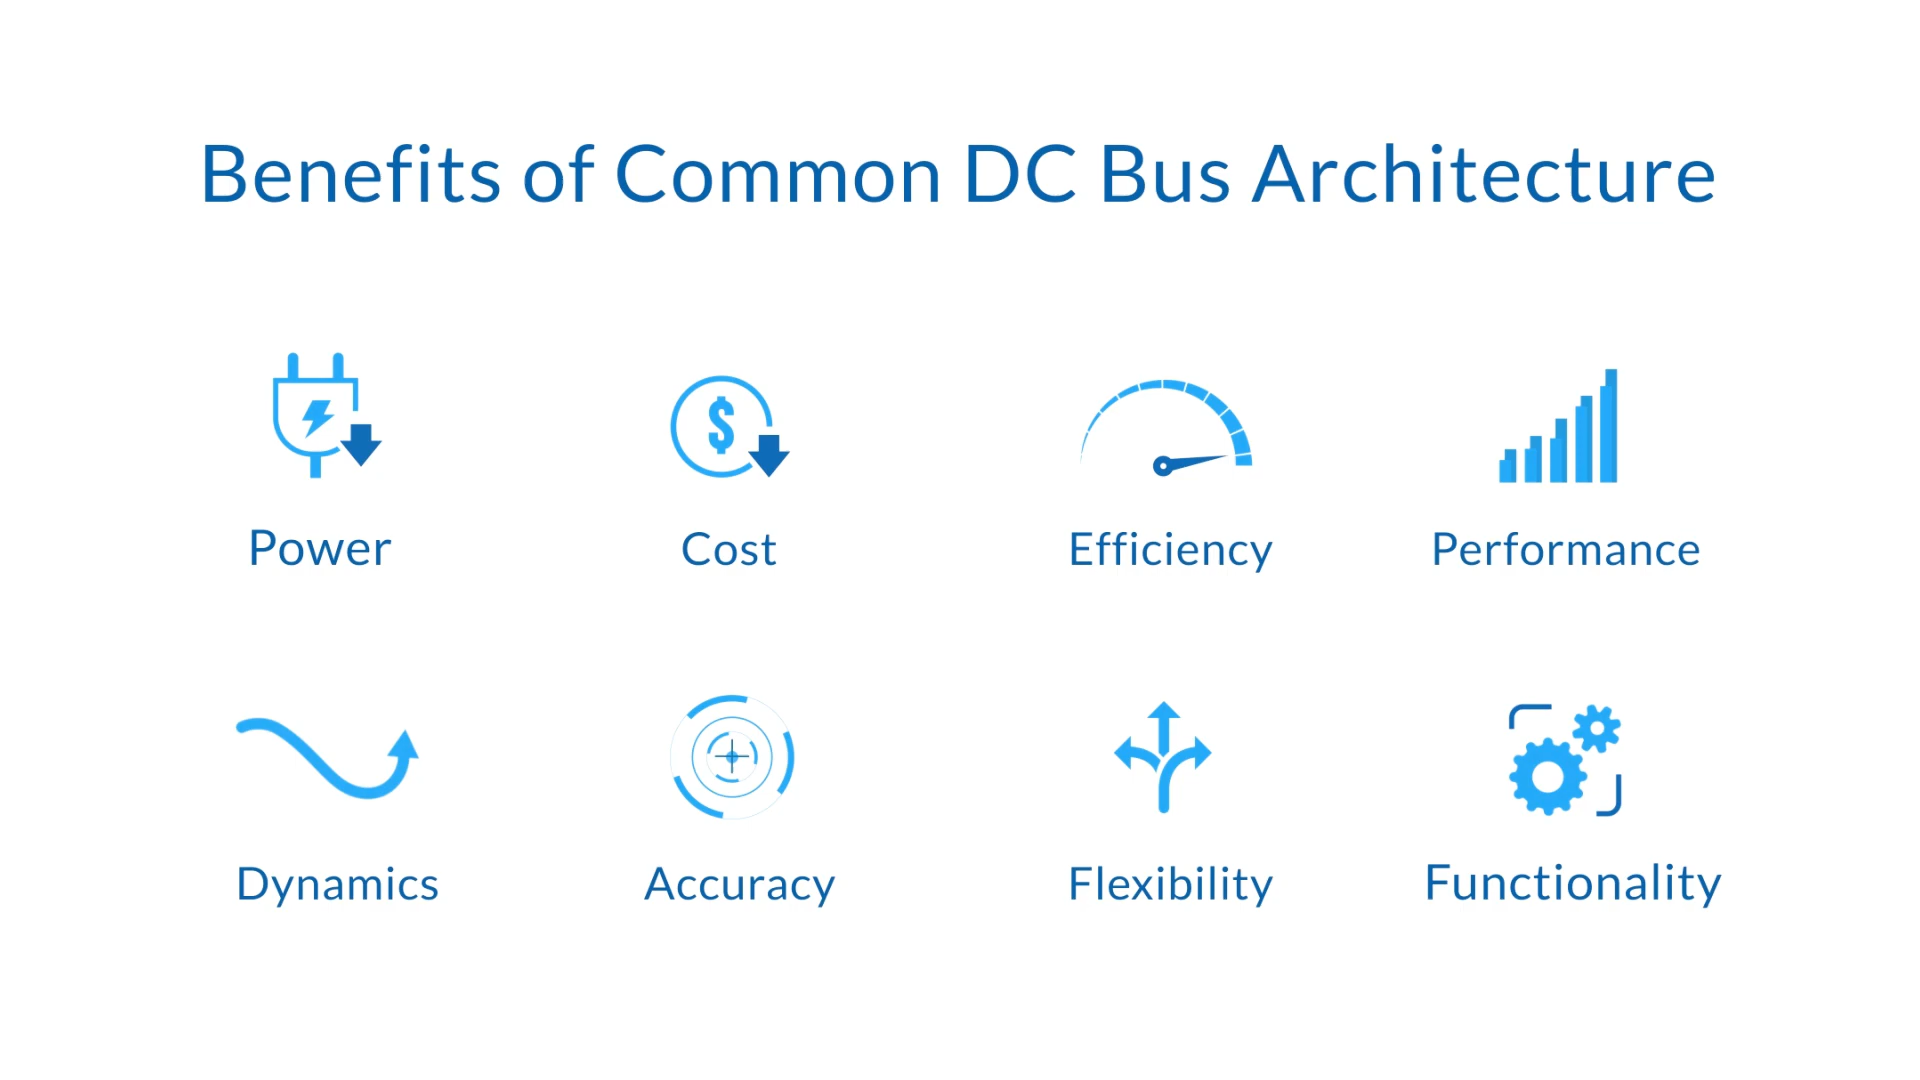 Benefits of Common DC Bus Architecture
$
Power
Cost
Efficiency
Performance
Dynamics
Accuracy
Flexibility
Functionality